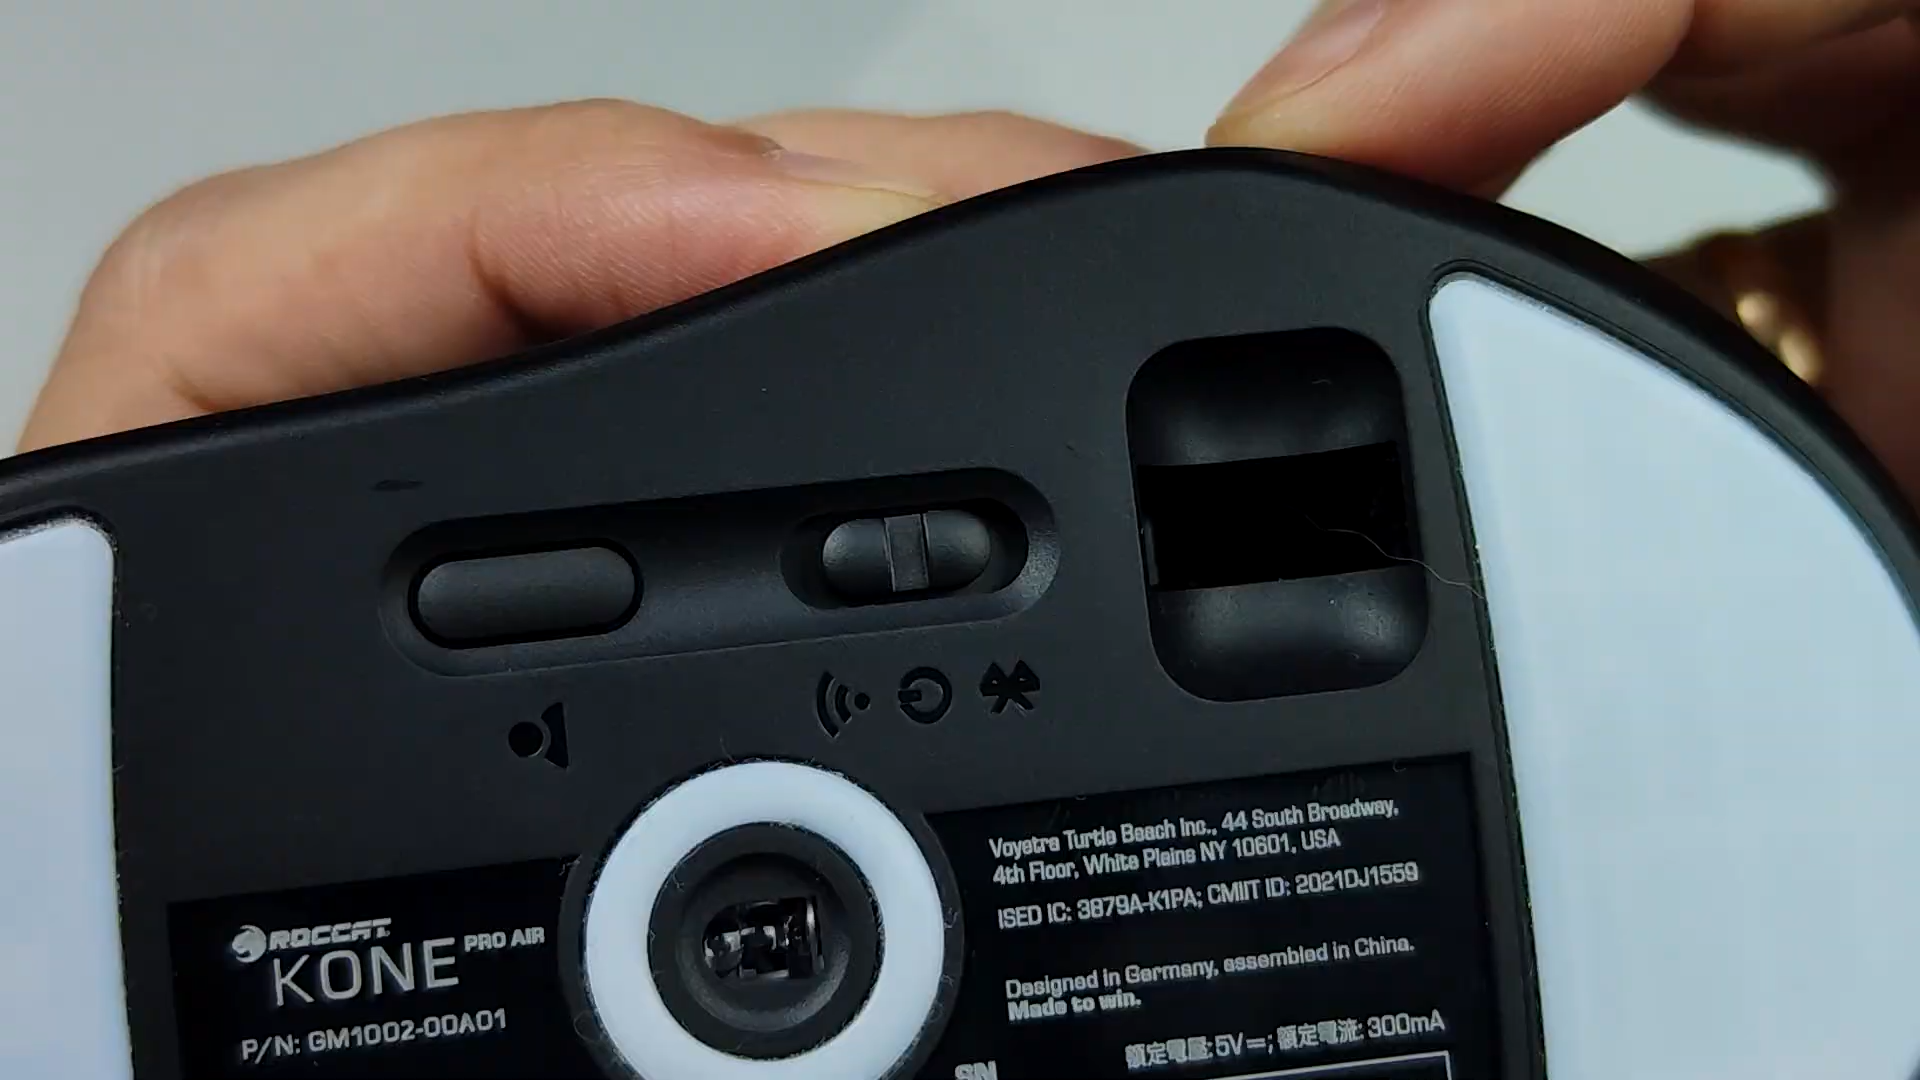 ROCCAT
KONE PRO AIR
P/N: GM1002-00A01
Voyetra Turtle Beach Inc., 44 South Broadway,
4th Floor, White Plains NY 10601, USA
ISED IC: 3879A-K1PA; CMIIT ID: 2021DJ1559
Designed in Germany, assembled in China.
Made to win.
額定電壓: 5V⎓; 額定電流: 300mA
SN